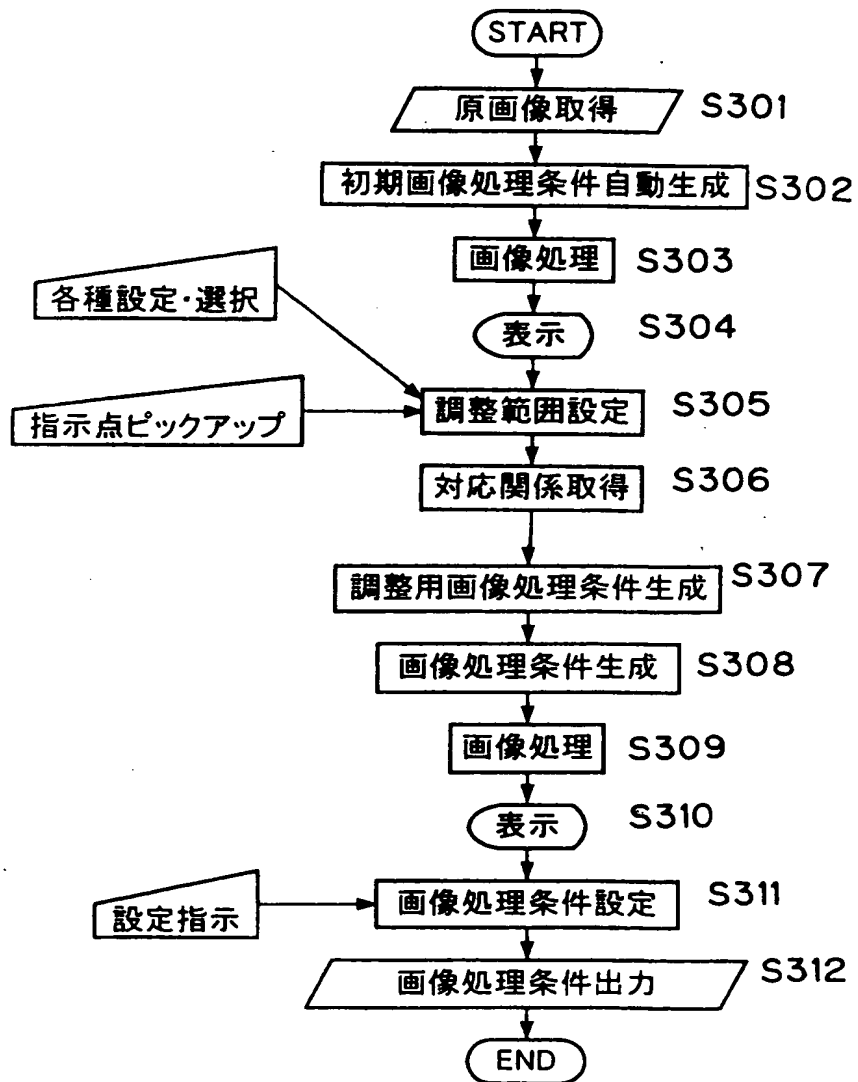 START
原画像取得 S301
初期画像処理条件自動生成 S302
画像処理 S303
各種設定・選択
表示 S304
調整範囲設定 S305
指示点ピックアップ
対応関係取得 S306
調整用画像処理条件生成 S307
画像処理条件生成 S308
画像処理 S309
表示 S310
画像処理条件設定 S311
設定指示
画像処理条件出力 S312
END